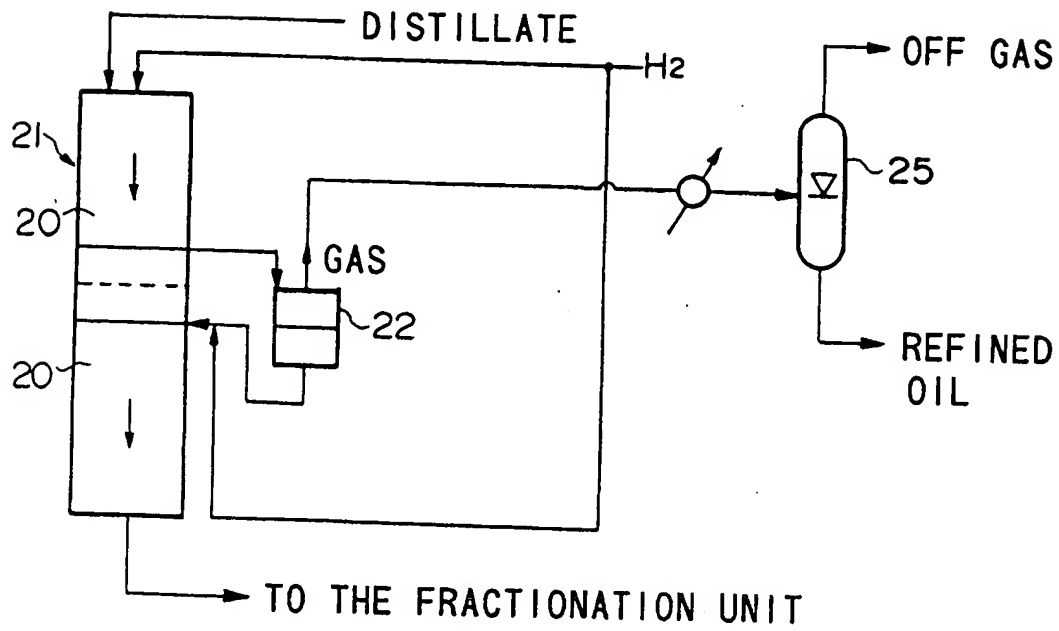 DISTILLATE
H2
OFF GAS
21
25
20
GAS
22
20
REFINED
OIL
TO THE FRACTIONATION UNIT